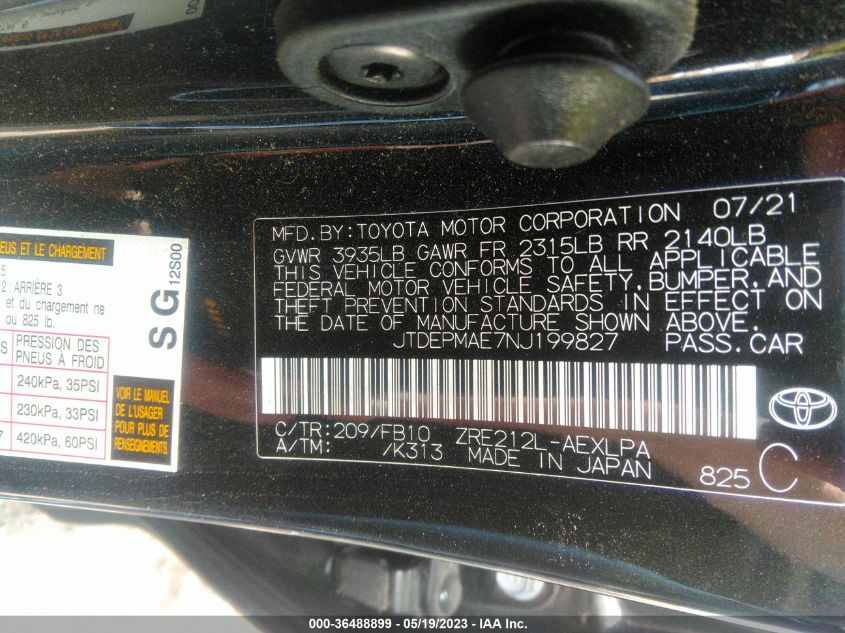 MFD.BY:TOYOTA MOTOR CORPORATION 07/21
GVWR 3935LB GAWR FR 2315LB RR 2140LB
THIS VEHICLE CONFORMS TO ALL APPLICABLE
FEDERAL MOTOR VEHICLE SAFETY,BUMPER,AND
THEFT PREVENTION STANDARDS IN EFFECT ON
THE DATE OF MANUFACTURE SHOWN ABOVE.
JTDEPMAE7NJ199827 PASS.CAR
C/TR:209/FB10 ZRE212L-AEXLPA
A/TM: /K313 MADE IN JAPAN
825 C
EUS ET LE CHARGEMENT
5
2 : ARRIÈRE 3
et du chargement ne
ou 825 lb.
S PRESSION DES
PNEUS À FROID
240kPa, 35PSI
230kPa, 33PSI
7 420kPa, 60PSI
SG
12S00
VOIR LE MANUEL
DE L'USAGER
POUR PLUS DE
RENSEIGNEMENTS.
000-36488899 - 05/19/2023 - IAA Inc.